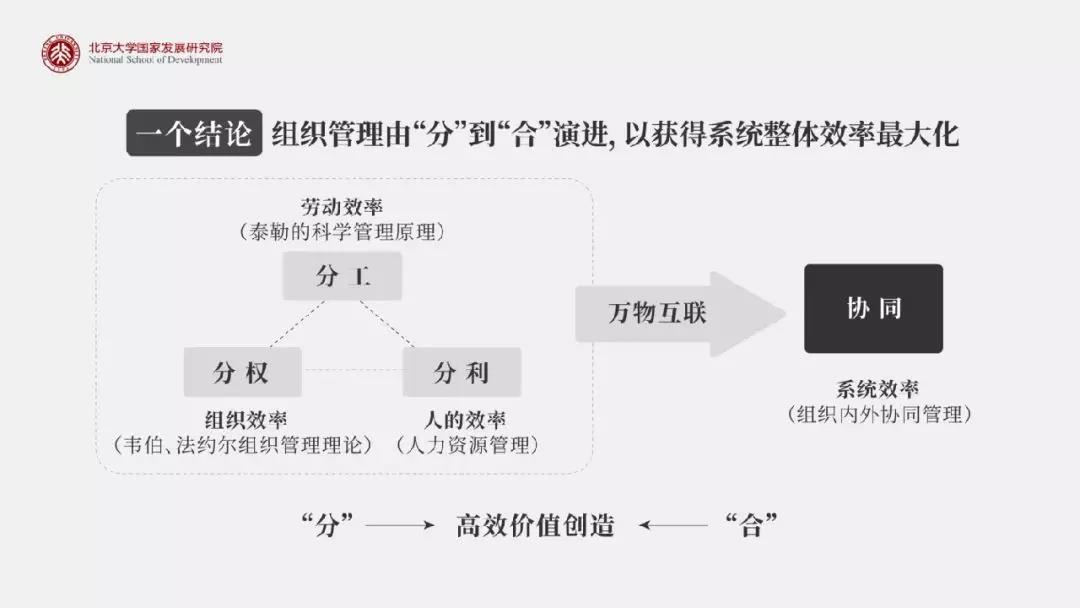 北京大学国家发展研究院
National School of Development
一个结论 组织管理由“分”到“合”演进, 以获得系统整体效率最大化
劳动效率
（泰勒的科学管理原理）
分工
万物互联
协同
分权
分利
组织效率
（韦伯、法约尔组织管理理论）
人的效率
（人力资源管理）
系统效率
（组织内外协同管理）
“分” 高效价值创造 “合”